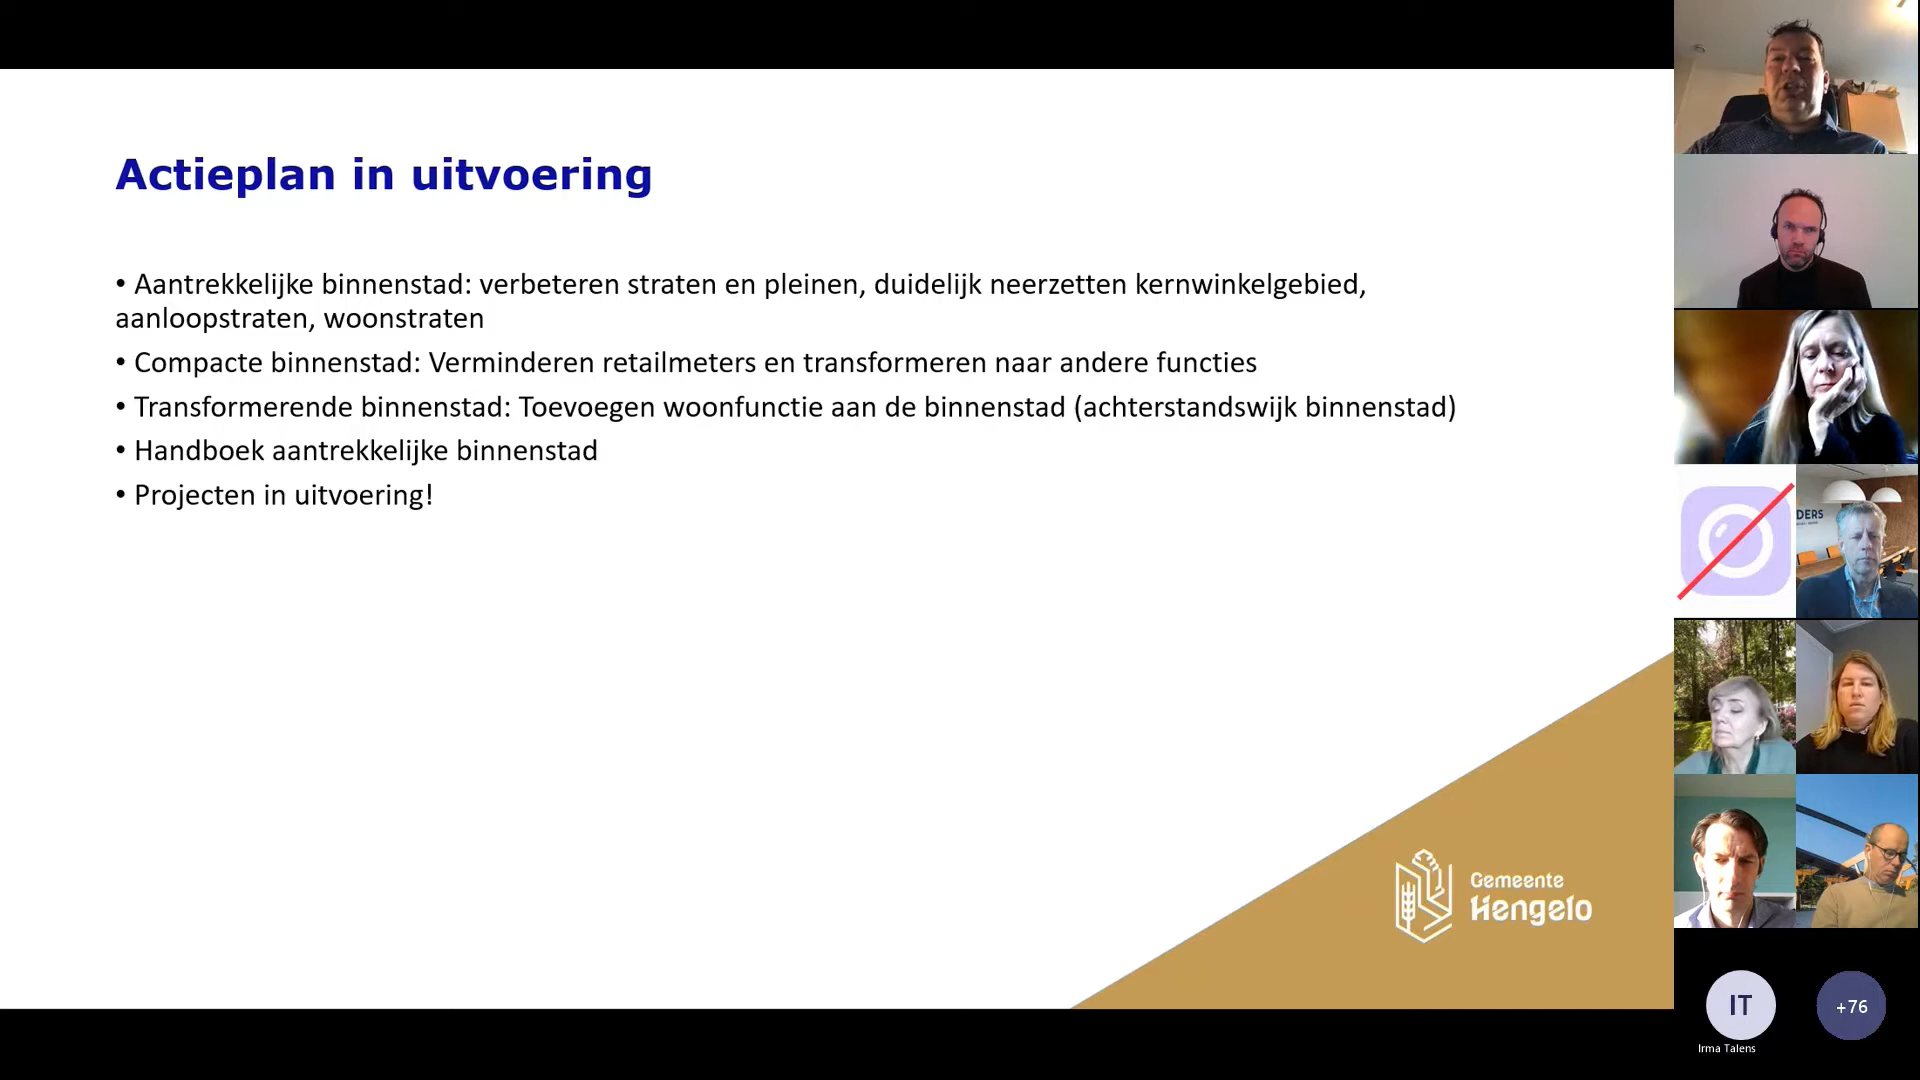 Actieplan in uitvoering
• Aantrekkelijke binnenstad: verbeteren straten en pleinen, duidelijk neerzetten kernwinkelgebied,
aanloopstraten, woonstraten
• Compacte binnenstad: Verminderen retailmeters en transformeren naar andere functies
• Transformerende binnenstad: Toevoegen woonfunctie aan de binnenstad (achterstandswijk binnenstad)
• Handboek aantrekkelijke binnenstad
• Projecten in uitvoering!
Gemeente
Hengelo
DERS
IT
+76
Irma Talens